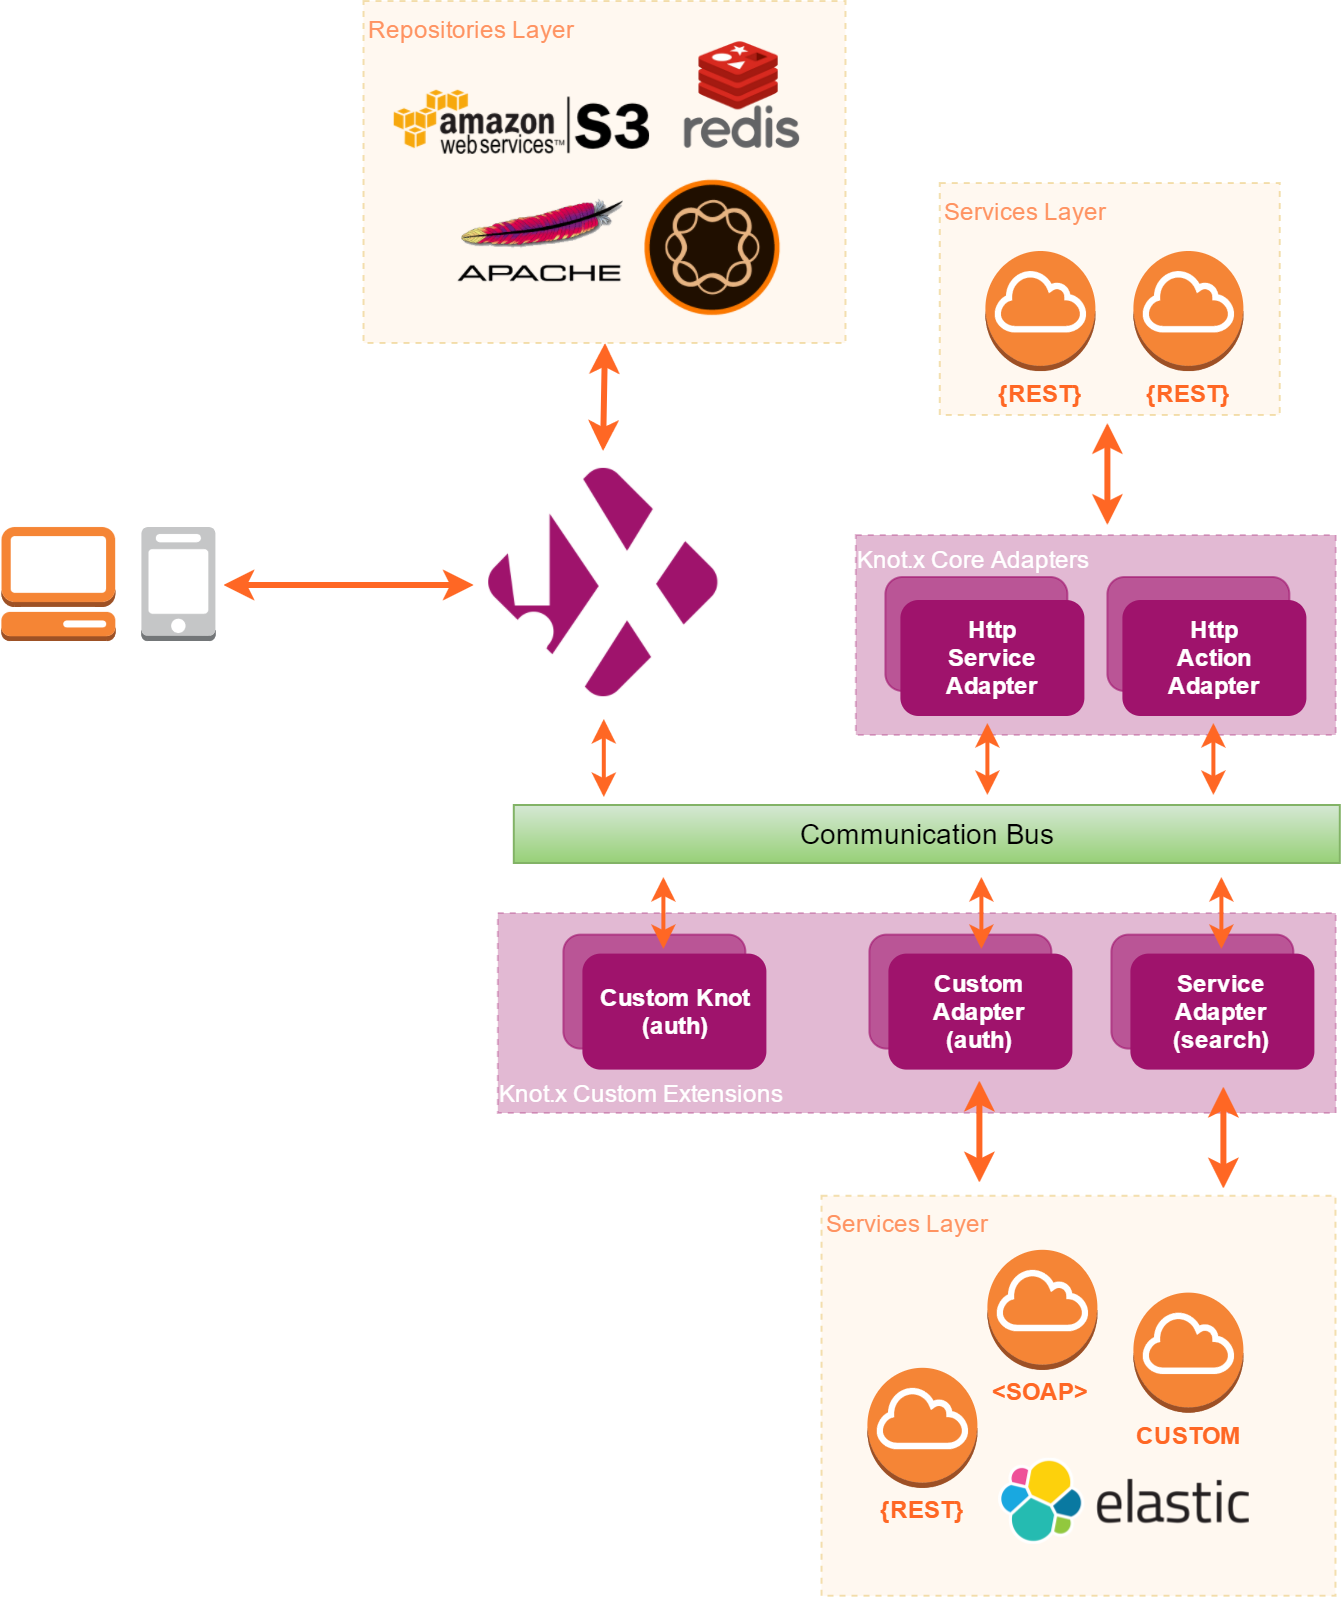 Repositories Layer
amazon
web services™
S3
redis
APACHE
Services Layer
{REST}
{REST}
Knot.x Core Adapters
Http
Service
Adapter
Http
Action
Adapter
Communication Bus
Custom Knot
(auth)
Custom
Adapter
(auth)
Service
Adapter
(search)
Knot.x Custom Extensions
Services Layer
<SOAP>
CUSTOM
{REST}
elastic